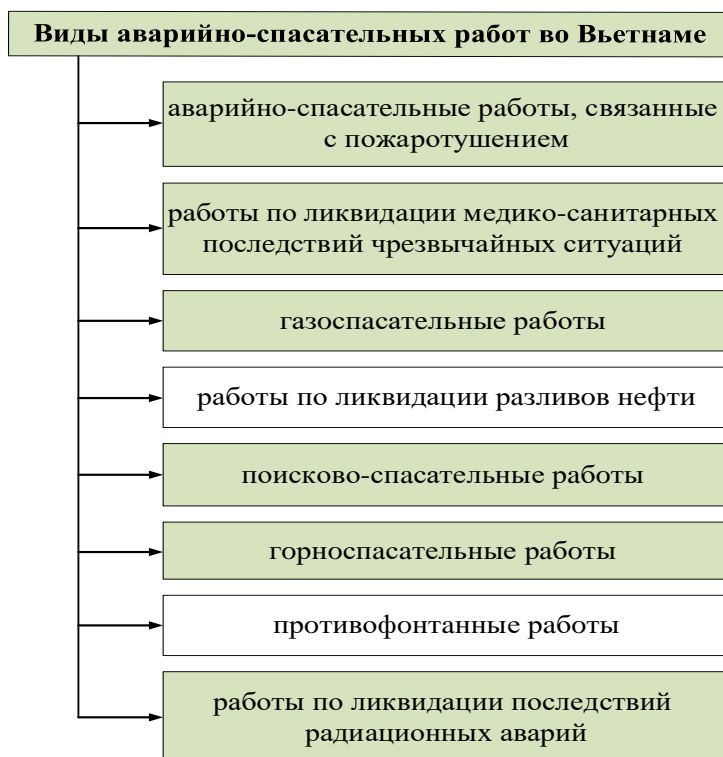 Виды аварийно-спасательных работ во Вьетнаме
аварийно-спасательные работы, связанные
с пожаротушением
работы по ликвидации медико-санитарных
последствий чрезвычайных ситуаций
газоспасательные работы
работы по ликвидации разливов нефти
поисково-спасательные работы
горноспасательные работы
противофонтанные работы
работы по ликвидации последствий
радиационных аварий